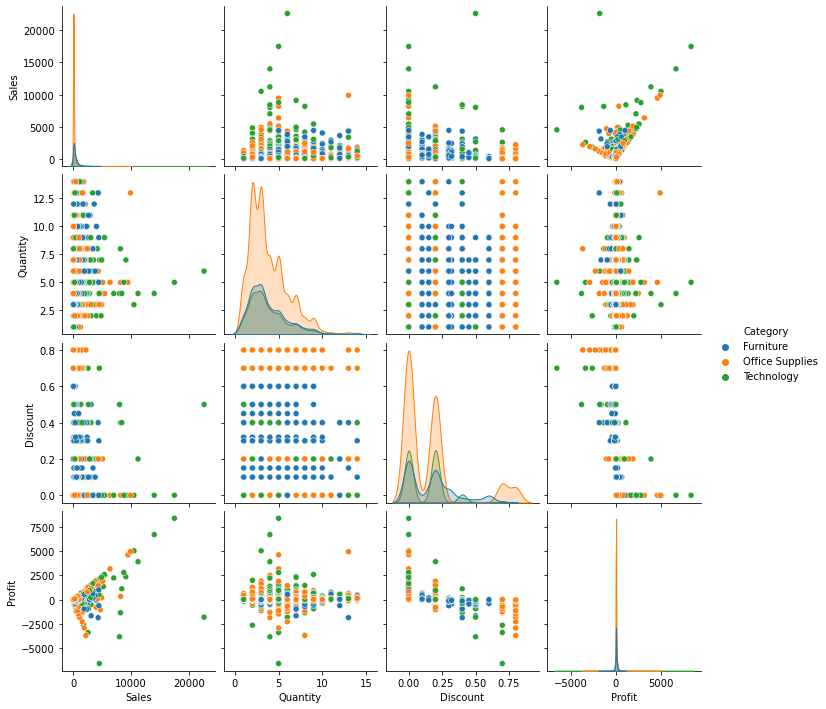 20000
15000
10000
5000
0
Sales
12.5
10.0
7.5
5.0
2.5
Quantity
Category
Furniture
Office Supplies
Technology
0.8
0.6
0.4
0.2
0.0
Discount
7500
5000
2500
0
−2500
−5000
Profit
0 10000 20000
0 5 10 15
0.00 0.25 0.50 0.75
−5000 0 5000
Sales Quantity Discount Profit